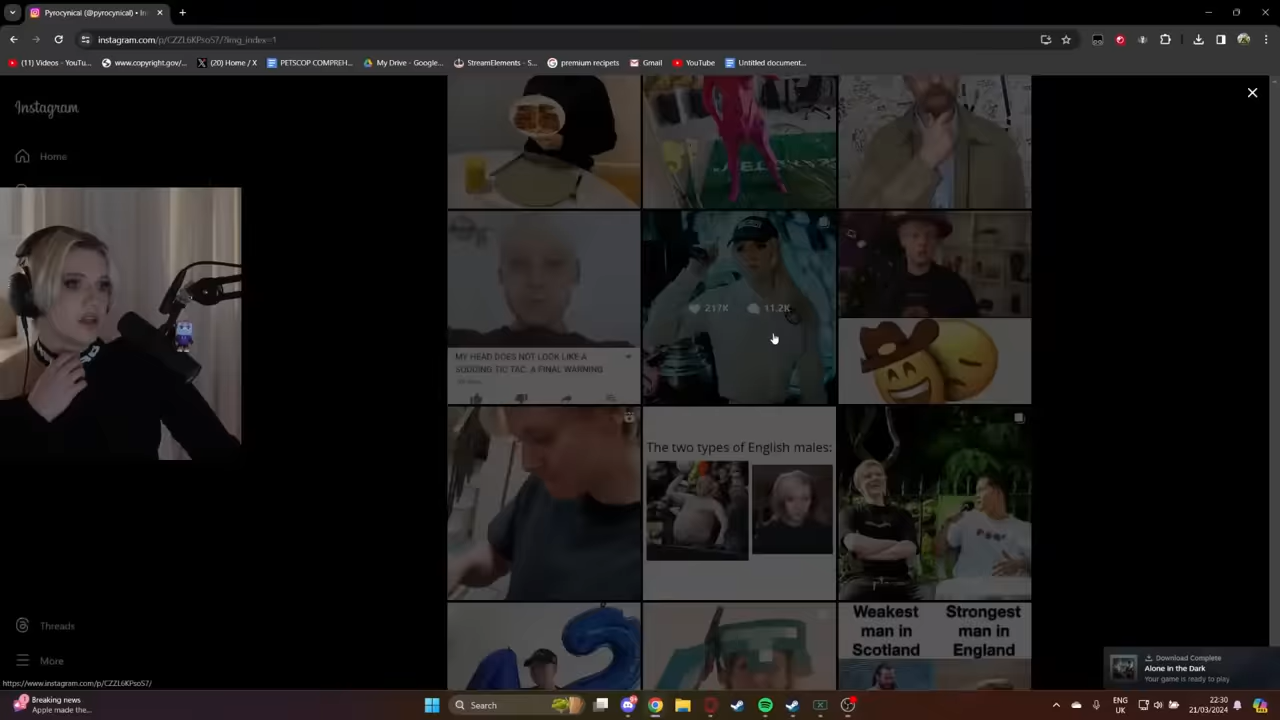 Pyrocynical (@pyrocynical) • In
instagram.com/p/CZZL6KPsoS7/?img_index=1
(11) Videos - YouTu...
www.copyright.gov/...
(20) Home / X
PETSCOP COMPREH...
My Drive - Google...
StreamElements - S...
premium recipets
Gmail
YouTube
Untitled document...
Instagram
Home
217K
11.2K
MY HEAD DOES NOT LOOK LIKE A
SODDING TIC TAC. A FINAL WARNING
The two types of English males:
Weakest
man in
Scotland
Strongest
man in
England
Threads
More
Download Complete
Alone in the Dark
Your game is ready to play
https://www.instagram.com/p/CZZL6KPsoS7/
Breaking news
Apple made the...
Search
ENG
UK
22:30
21/03/2024